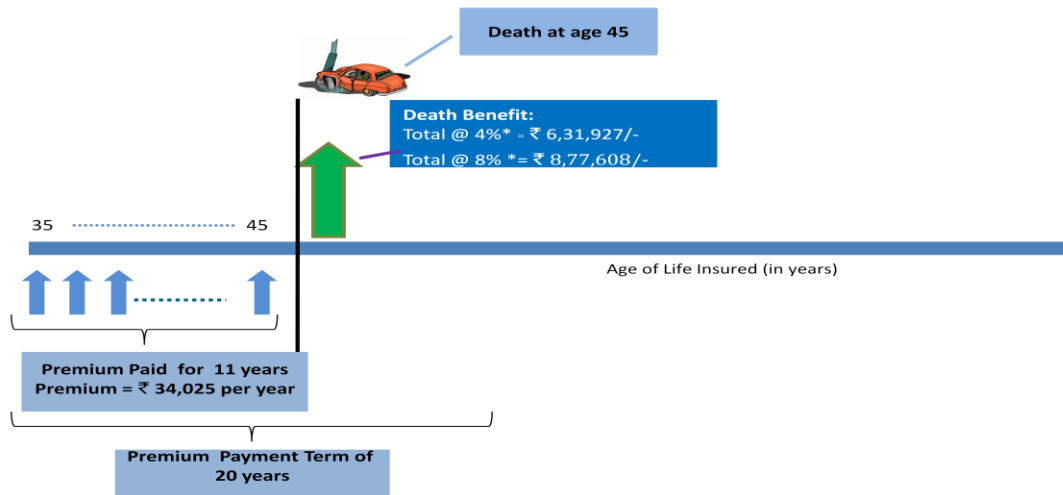 Death at age 45
Death Benefit:
Total @ 4%* = ₹ 6,31,927/-
Total @ 8% *= ₹ 8,77,608/-
35
45
Age of Life Insured (in years)
Premium Paid for 11 years
Premium = ₹ 34,025 per year
Premium Payment Term of
20 years